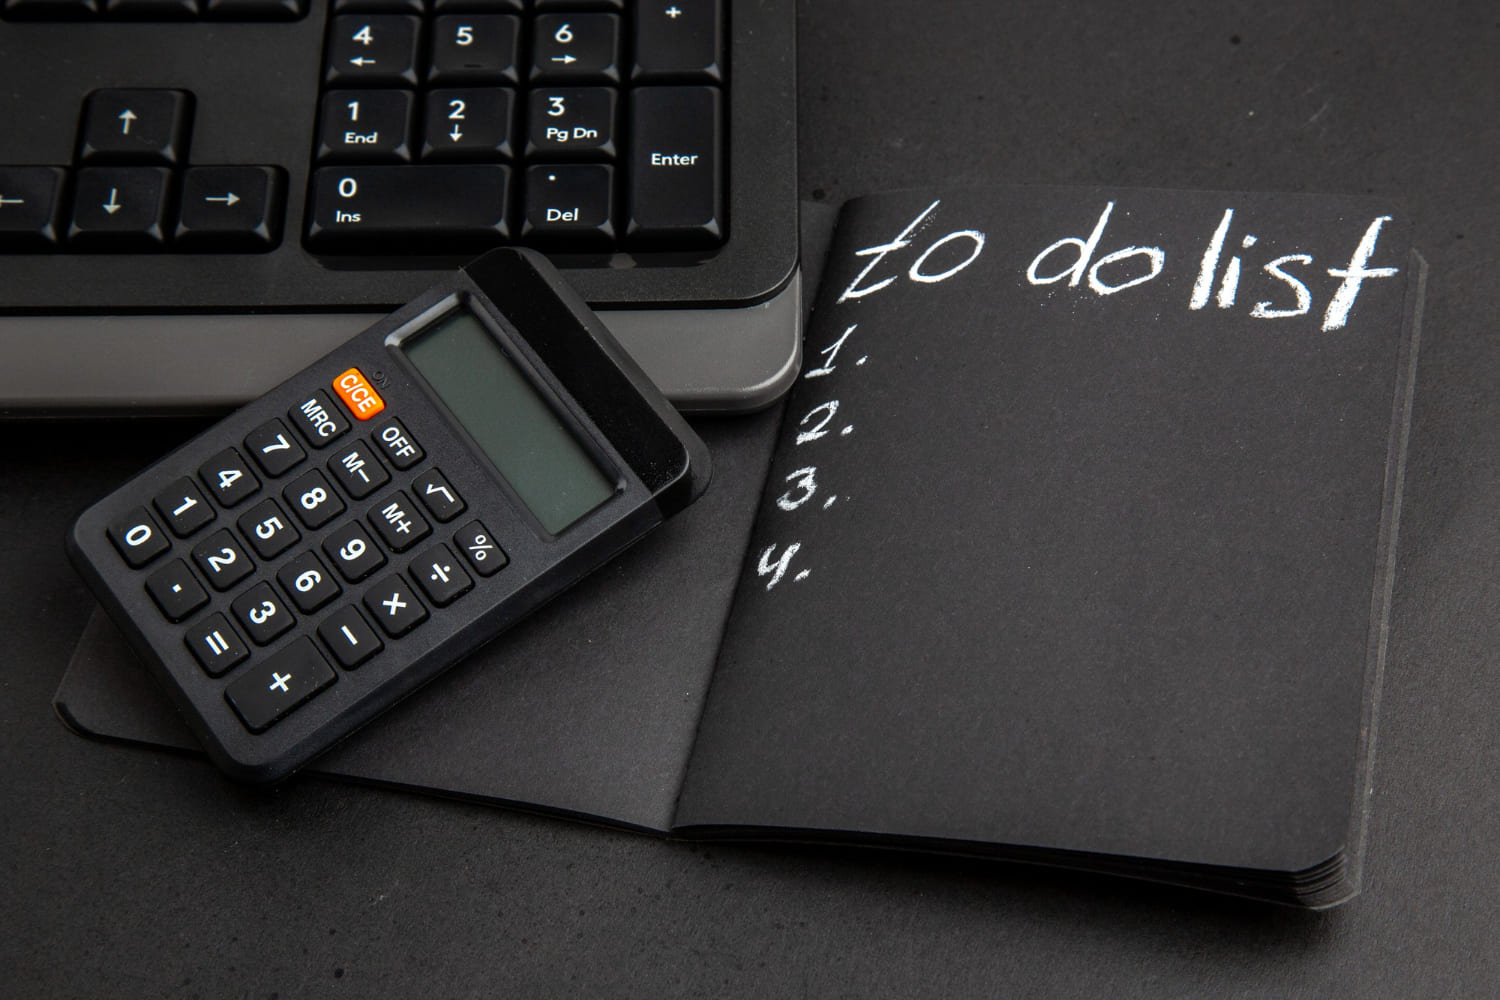 4 5 6 +
← →
1 2 3
End ↓ Pg Dn
↑
Enter
0 .
Ins Del
← ↓ →
to do list
1.
2.
3.
4.
ON
C/CE
MRC OFF
7 M– √
4 8 M+ %
1 5 9 ÷
0 2 6 ×
. 3 –
= +